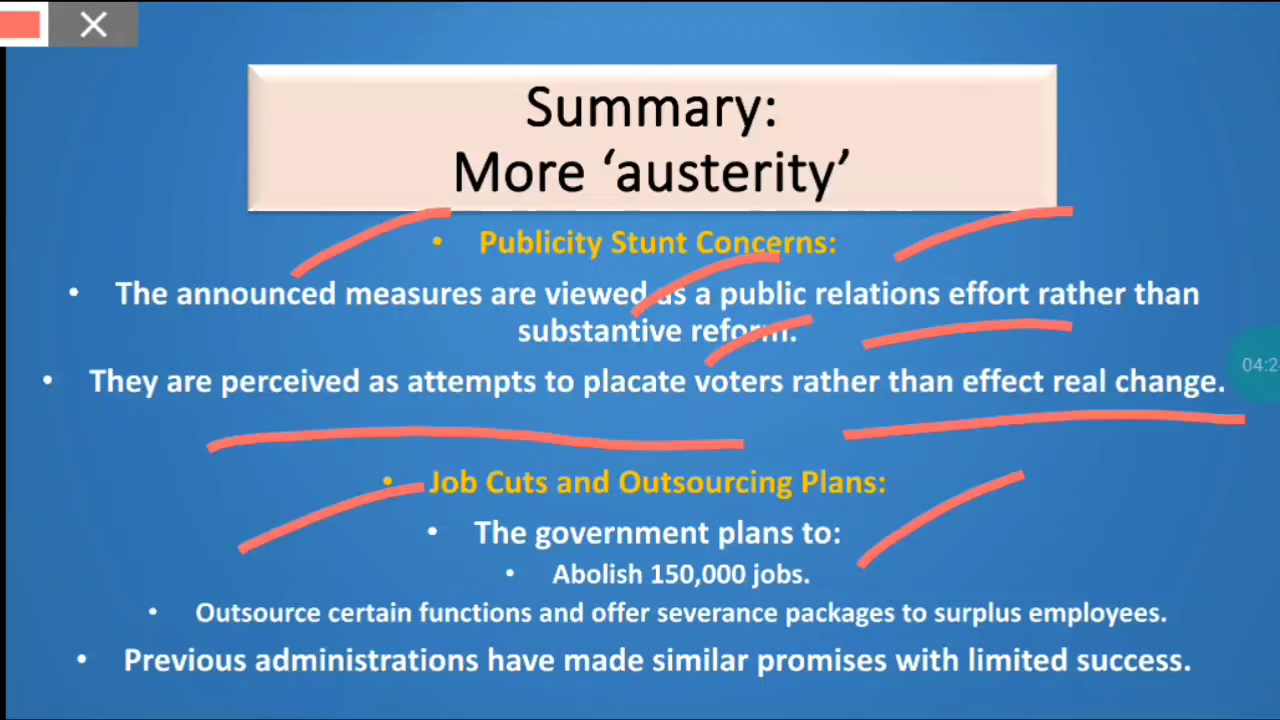 Summary:
More ‘austerity’
• Publicity Stunt Concerns:
• The announced measures are viewed as a public relations effort rather than
substantive reform.
• They are perceived as attempts to placate voters rather than effect real change.
• Job Cuts and Outsourcing Plans:
• The government plans to:
• Abolish 150,000 jobs.
• Outsource certain functions and offer severance packages to surplus employees.
• Previous administrations have made similar promises with limited success.